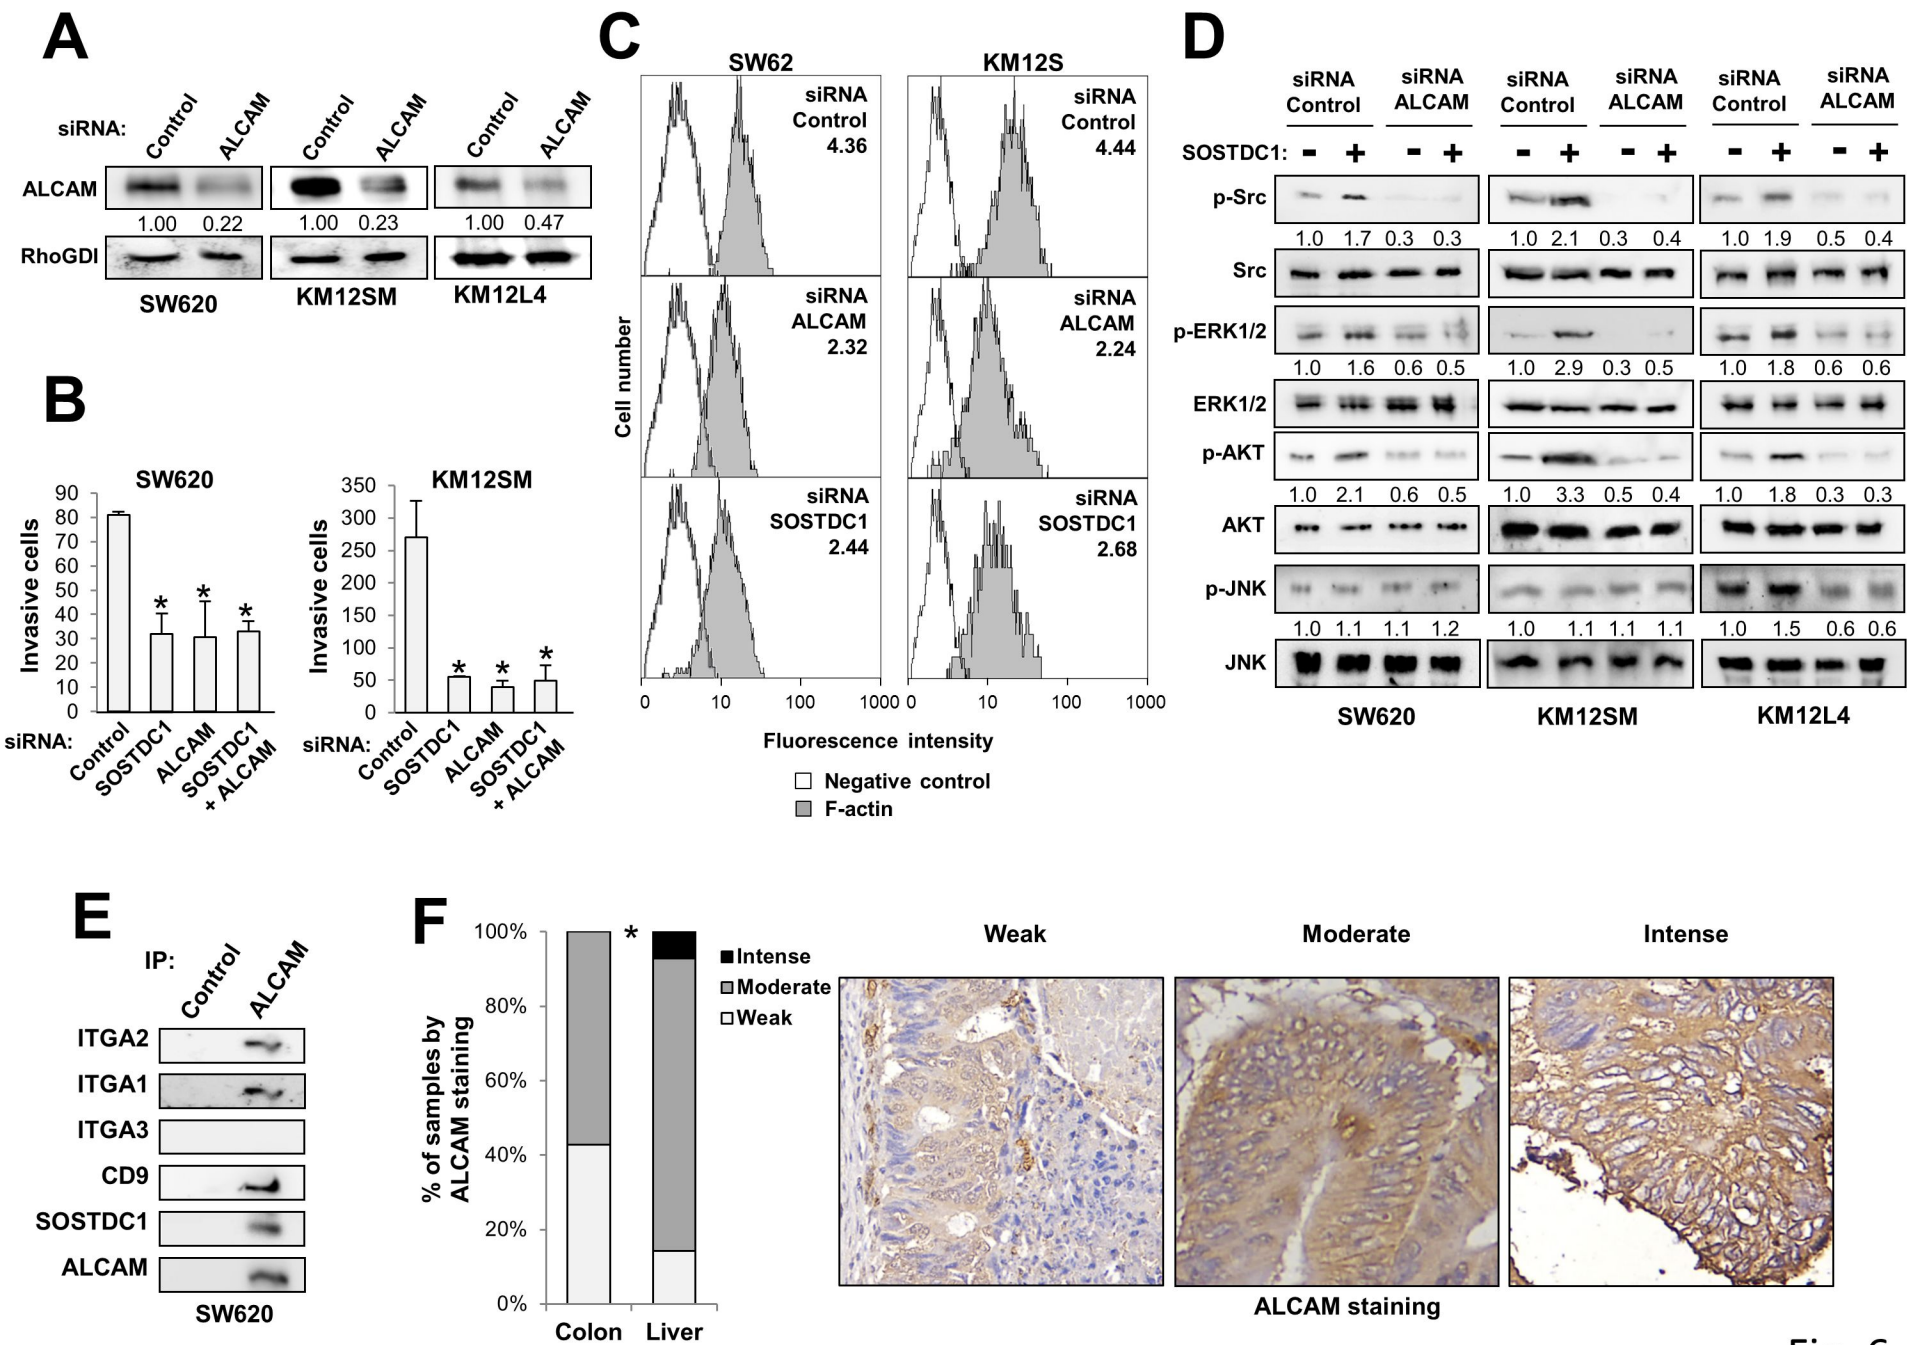 A
siRNA:
Control
ALCAM
Control
ALCAM
Control
ALCAM
ALCAM
1.00 0.22 1.00 0.23 1.00 0.47
RhoGDI
SW620
KM12SM
KM12L4
B
SW620
Invasive cells
90
80
70
60
50
40
30
20
10
0
* * *
siRNA:
Control
SOSTDC1
ALCAM
SOSTDC1
+ ALCAM
KM12SM
Invasive cells
350
300
250
200
150
100
50
0
* * *
siRNA:
Control
SOSTDC1
ALCAM
SOSTDC1
+ ALCAM
C
SW62
KM12S
siRNA
Control
4.36
siRNA
Control
4.44
siRNA
ALCAM
2.32
siRNA
ALCAM
2.24
siRNA
SOSTDC1
2.44
siRNA
SOSTDC1
2.68
Cell number
0 10 100 1000
0 10 100 1000
Fluorescence intensity
Negative control
F-actin
D
siRNA
Control
siRNA
ALCAM
siRNA
Control
siRNA
ALCAM
siRNA
Control
siRNA
ALCAM
SOSTDC1: - + - + - + - + - + - +
p-Src
1.0 1.7 0.3 0.3 1.0 2.1 0.3 0.4 1.0 1.9 0.5 0.4
Src
p-ERK1/2
1.0 1.6 0.6 0.5 1.0 2.9 0.3 0.5 1.0 1.8 0.6 0.6
ERK1/2
p-AKT
1.0 2.1 0.6 0.5 1.0 3.3 0.5 0.4 1.0 1.8 0.3 0.3
AKT
p-JNK
1.0 1.1 1.1 1.2 1.0 1.1 1.1 1.1 1.0 1.5 0.6 0.6
JNK
SW620
KM12SM
KM12L4
E
IP:
Control
ALCAM
ITGA2
ITGA1
ITGA3
CD9
SOSTDC1
ALCAM
SW620
F
% of samples by
ALCAM staining
100%
80%
60%
40%
20%
0%
*
Colon
Liver
Intense
Moderate
Weak
Weak
Moderate
Intense
ALCAM staining